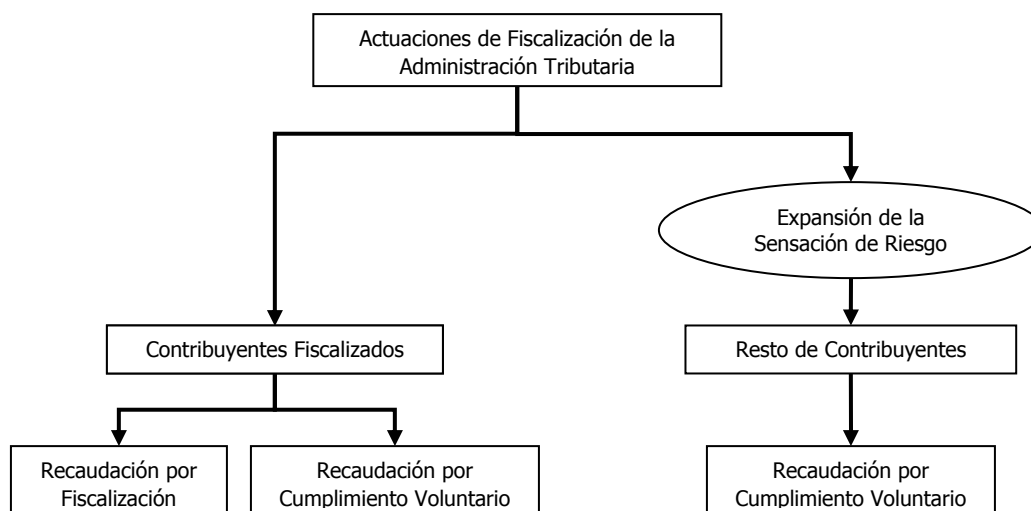 Actuaciones de Fiscalización de la
Administración Tributaria
Expansión de la
Sensación de Riesgo
Contribuyentes Fiscalizados
Resto de Contribuyentes
Recaudación por
Fiscalización
Recaudación por
Cumplimiento Voluntario
Recaudación por
Cumplimiento Voluntario